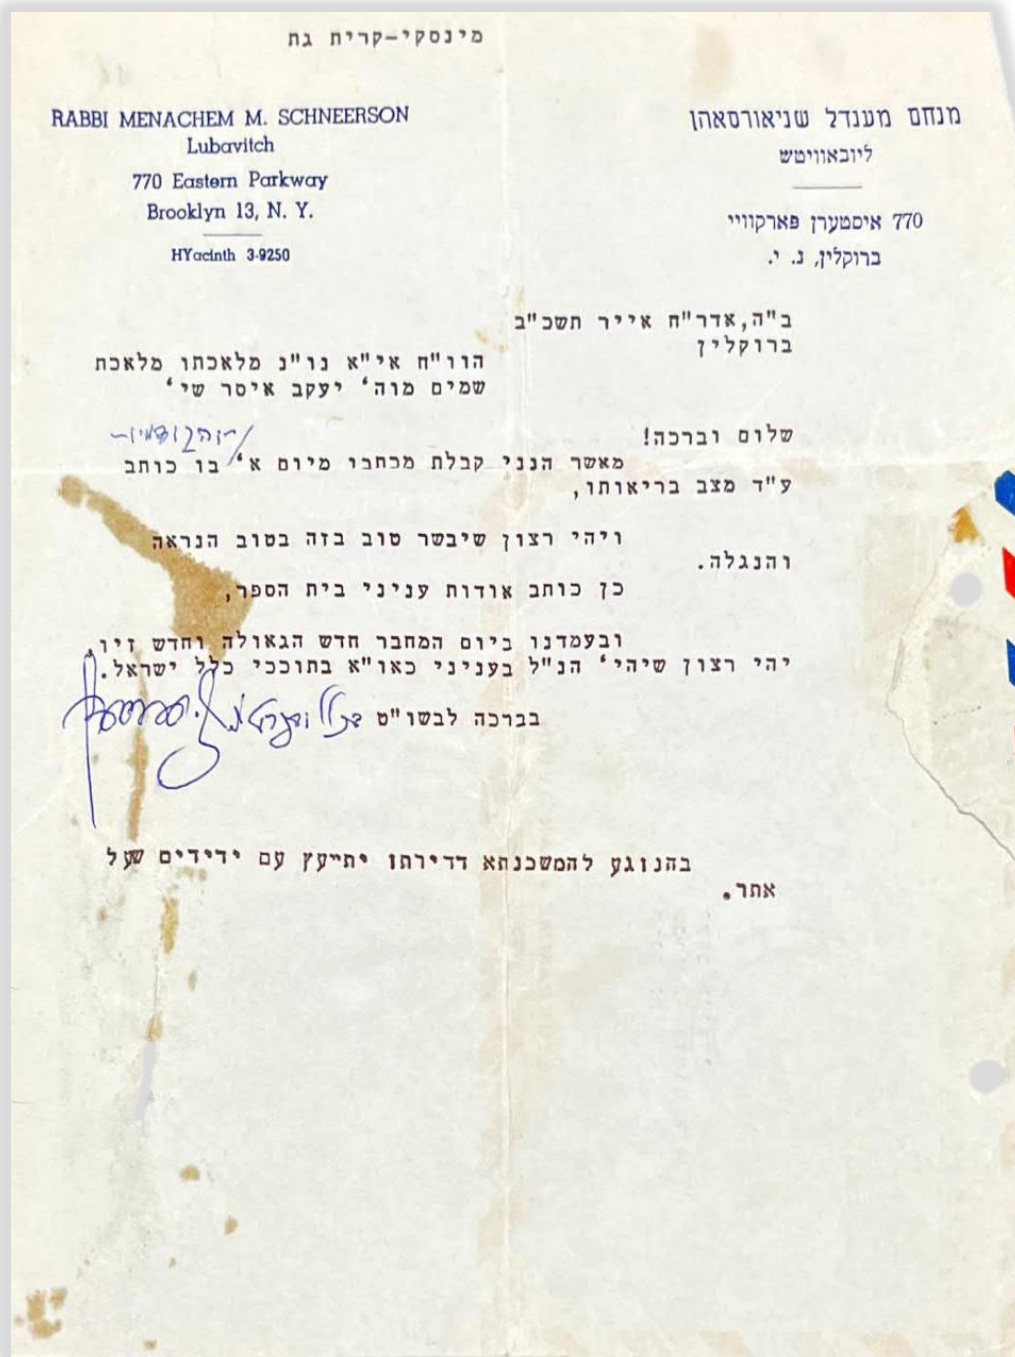 מינסקי-קרית גת
RABBI MENACHEM M. SCHNEERSON
Lubavitch
770 Eastern Parkway
Brooklyn 13, N. Y.
HYacinth 3-9250
מנחם מענדל שניאורסאהן
ליובאוויטש
770 איסטערן פארקוויי
ברוקלין, נ. י.
ב"ה,אדר"ח אייר תשכ"ב
ברוקלין
הוו"ח אי"א נו"נ מלאכתו מלאכת
שמים מוה' יעקב איסר שי'
שלום וברכה!
מאשר הנני קבלת מכתבו מיום א' בו כותב
ע"ד מצב בריאותו,
ויהי רצון שיבשר טוב בזה בטוב הנראה
והנגלה.
כן כותב אודות עניני בית הספר,
ובעמדנו ביום המחבר חדש הגאולה וחדש זיו,
יהי רצון שיהי' הנ"ל בעניני כאו"א בתוככי כלל ישראל.
בברכה לבשו"ט
בהנוגע להמשכנתא דדירתו יתייעץ עם ידידים שעל
אתר.